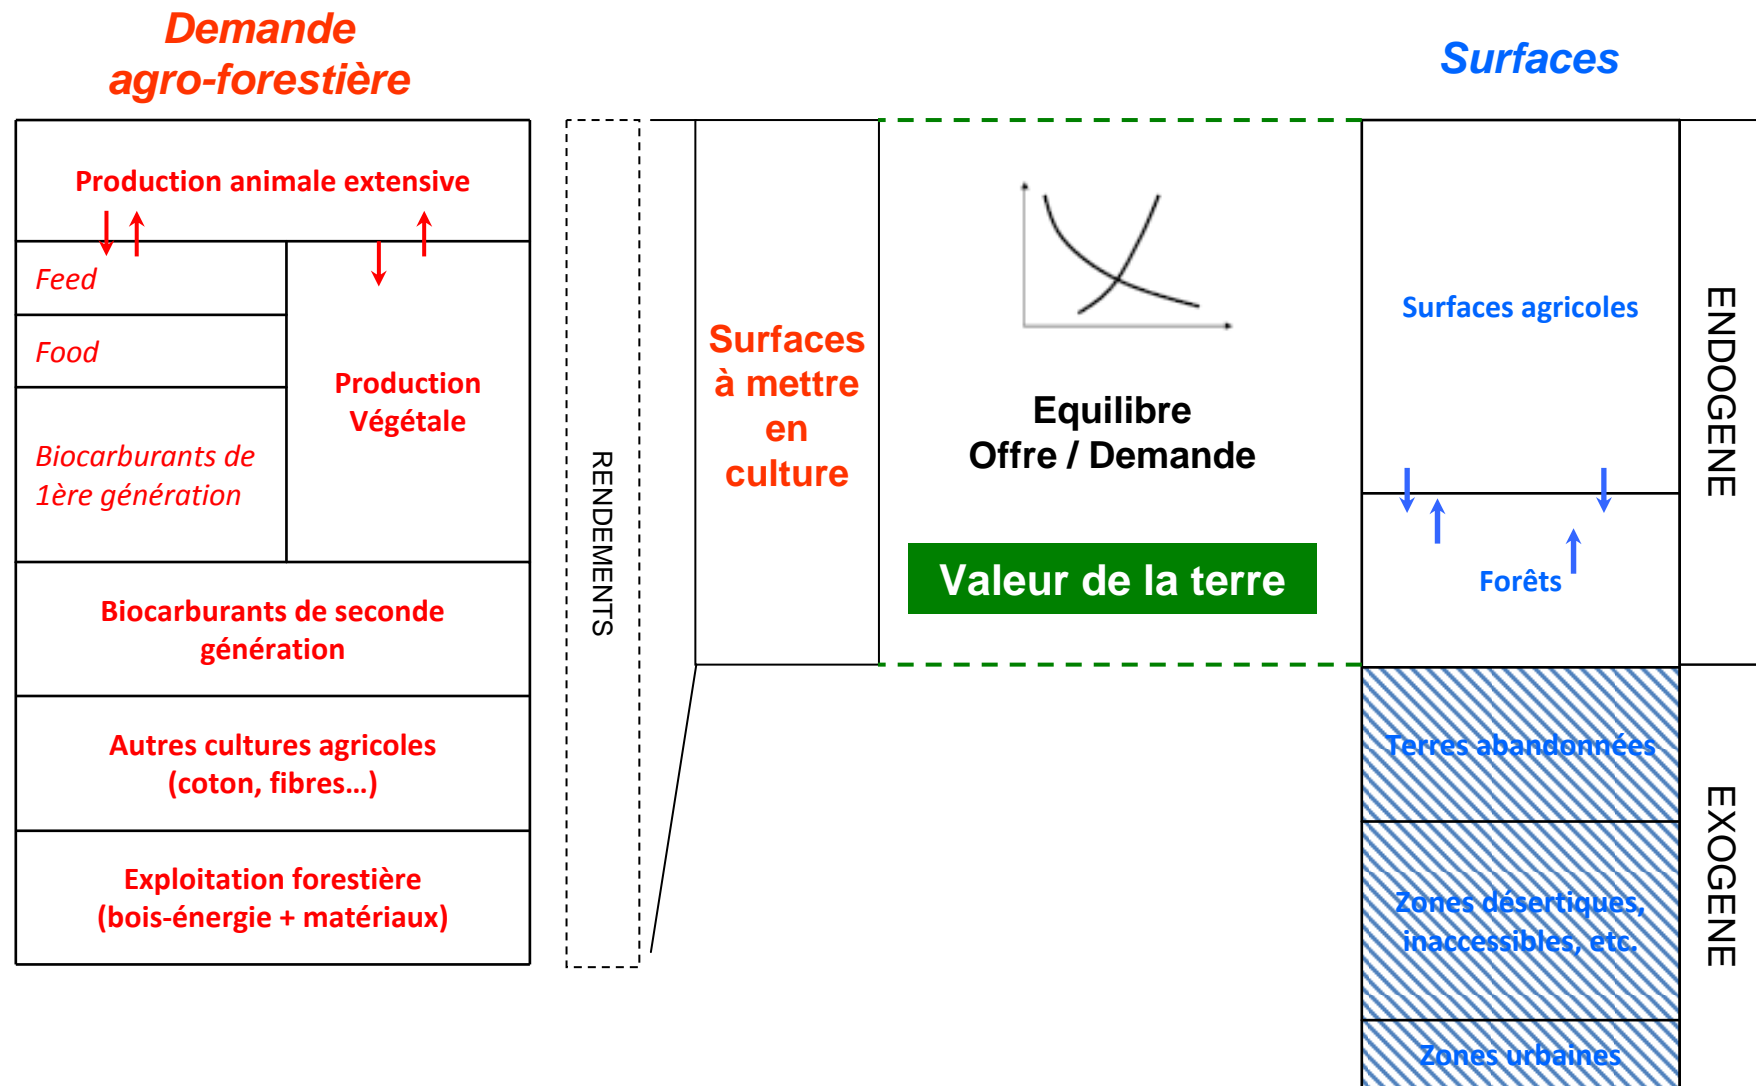 Demande
agro-forestière
Surfaces
Production animale extensive
Feed
Food
Biocarburants de
1ère génération
Production
Végétale
Biocarburants de seconde
génération
Autres cultures agricoles
(coton, fibres…)
Exploitation forestière
(bois-énergie + matériaux)
RENDEMENTS
Surfaces
à mettre
en
culture
Equilibre
Offre / Demande
Valeur de la terre
Surfaces agricoles
Forêts
Terres abandonnées
Zones désertiques,
inaccessibles, etc.
Zones urbaines
ENDOGENE
EXOGENE